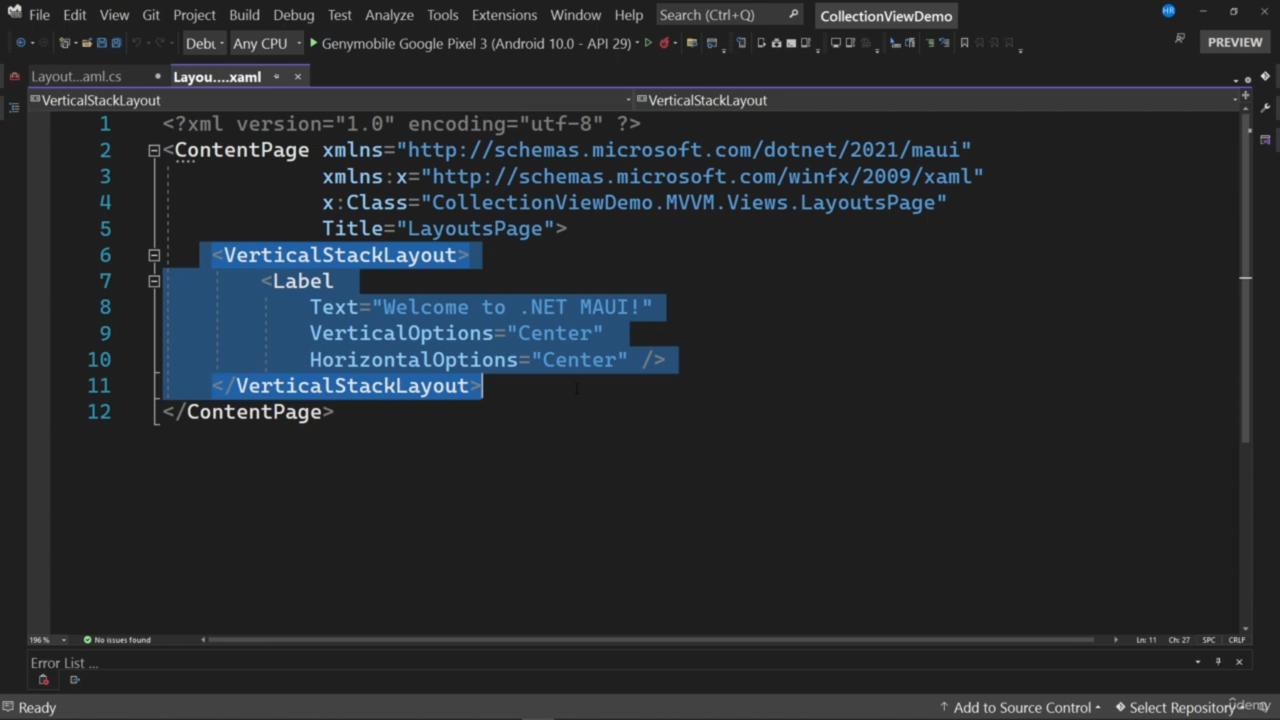 File Edit View Git Project Build Debug Test Analyze Tools Extensions Window Help Search (Ctrl+Q) CollectionViewDemo HR
Debu Any CPU Genymobile Google Pixel 3 (Android 10.0 - API 29) PREVIEW
Layout...aml.cs Layou....xaml
VerticalStackLayout VerticalStackLayout
1 <?xml version="1.0" encoding="utf-8" ?>
2 <ContentPage xmlns="http://schemas.microsoft.com/dotnet/2021/maui"
3 xmlns:x="http://schemas.microsoft.com/winfx/2009/xaml"
4 x:Class="CollectionViewDemo.MVVM.Views.LayoutsPage"
5 Title="LayoutsPage">
6 <VerticalStackLayout>
7 <Label
8 Text="Welcome to .NET MAUI!"
9 VerticalOptions="Center"
10 HorizontalOptions="Center" />
11 </VerticalStackLayout>
12 </ContentPage>
196 % No issues found Ln: 11 Ch: 27 SPC CRLF
Error List ...
Ready Add to Source Control Select Repository
Udemy